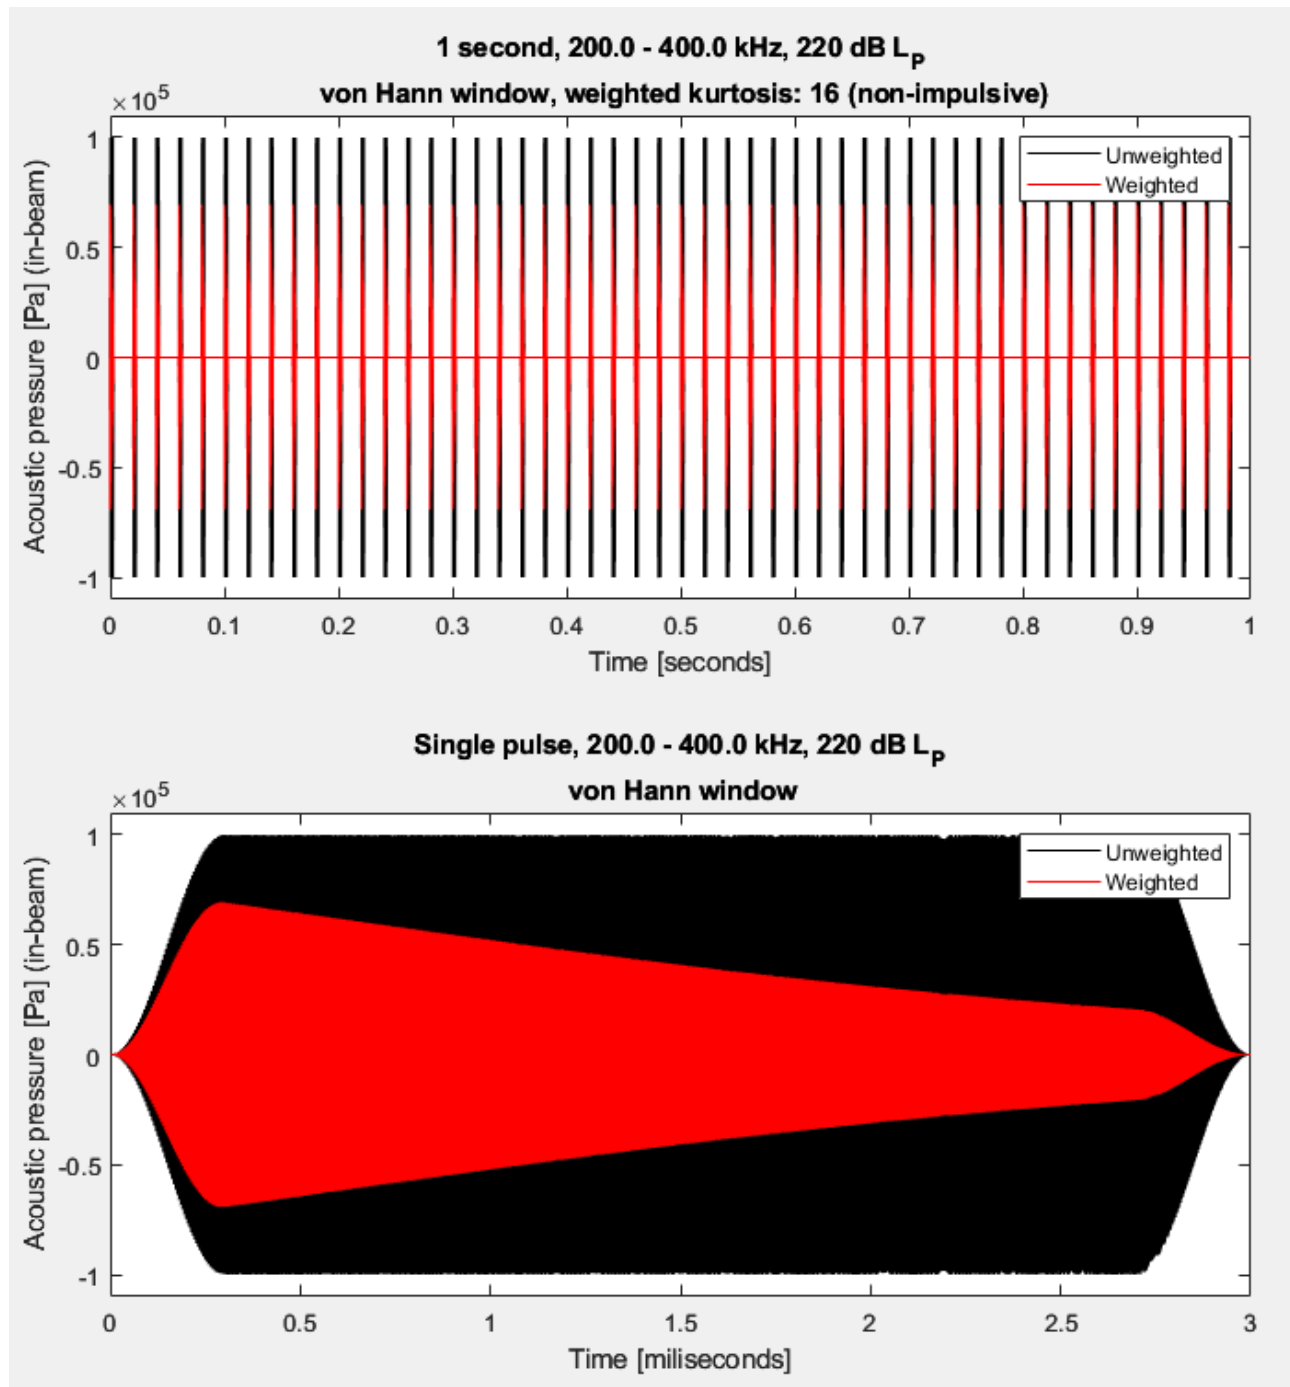 1 second, 200.0 - 400.0 kHz, 220 dB Lp
von Hann window, weighted kurtosis: 16 (non-impulsive)
×10^5
1
0.5
0
-0.5
-1
Acoustic pressure [Pa] (in-beam)
Unweighted
Weighted
0 0.1 0.2 0.3 0.4 0.5 0.6 0.7 0.8 0.9 1
Time [seconds]
Single pulse, 200.0 - 400.0 kHz, 220 dB Lp
von Hann window
×10^5
1
0.5
0
-0.5
-1
Acoustic pressure [Pa] (in-beam)
Unweighted
Weighted
0 0.5 1 1.5 2 2.5 3
Time [miliseconds]